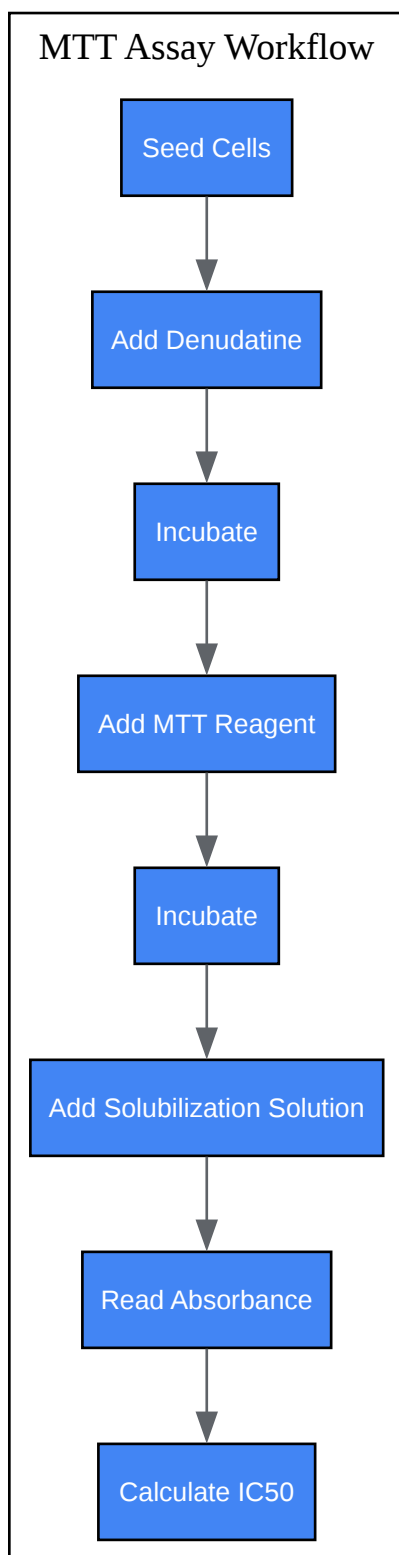 MTT Assay Workflow
Seed Cells
Add Denudatine
Incubate
Add MTT Reagent
Incubate
Add Solubilization Solution
Read Absorbance
Calculate IC50